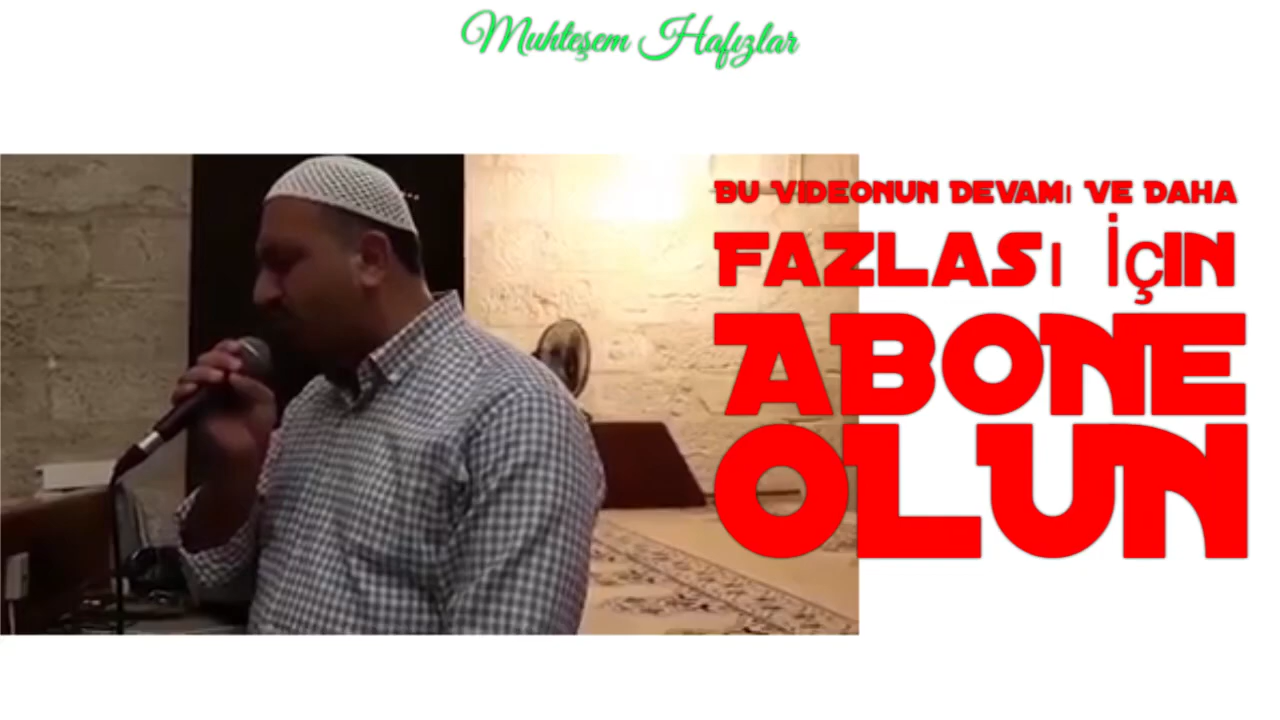 Muhteşem Hafızlar
BU VIDEONUN DEVAMı VE DAHA
FAZLASı İÇIN
ABONE
OLUN